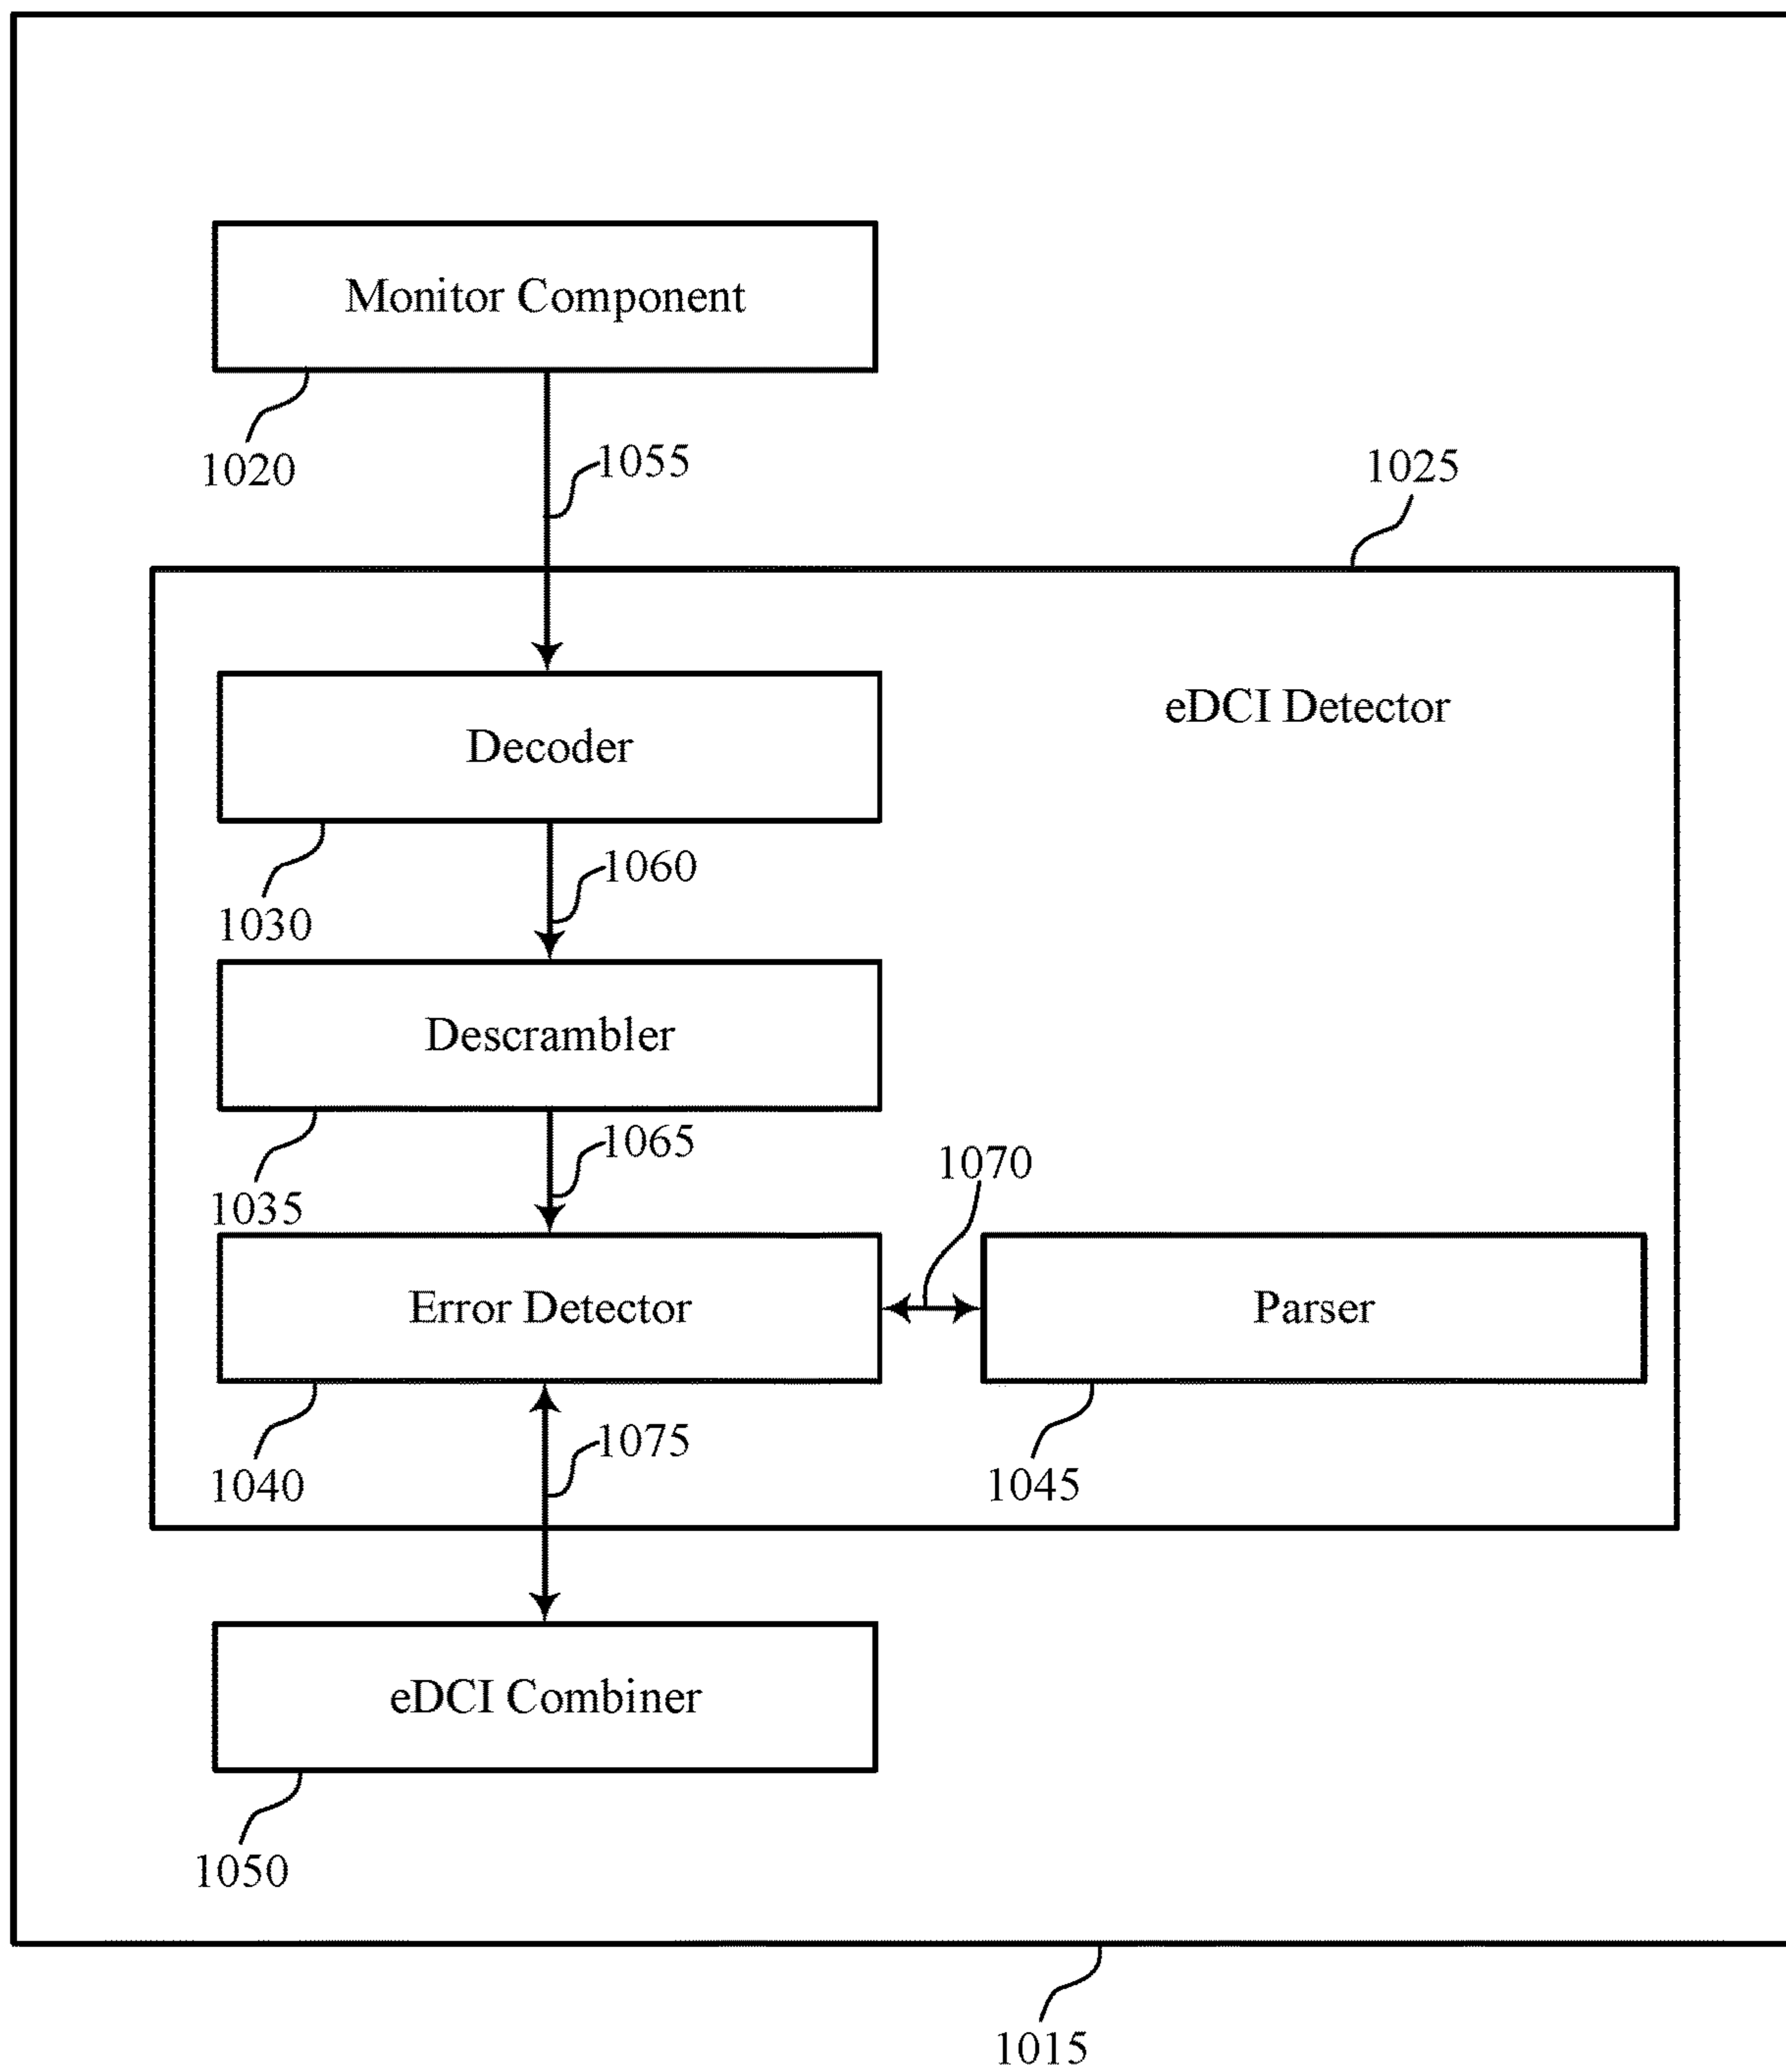 Monitor Component
1020
1055
1025
eDCI Detector
Decoder
1060
1030
Descrambler
1065
1070
1035
Error Detector
Parser
1075
1040
1045
eDCI Combiner
1050
1015